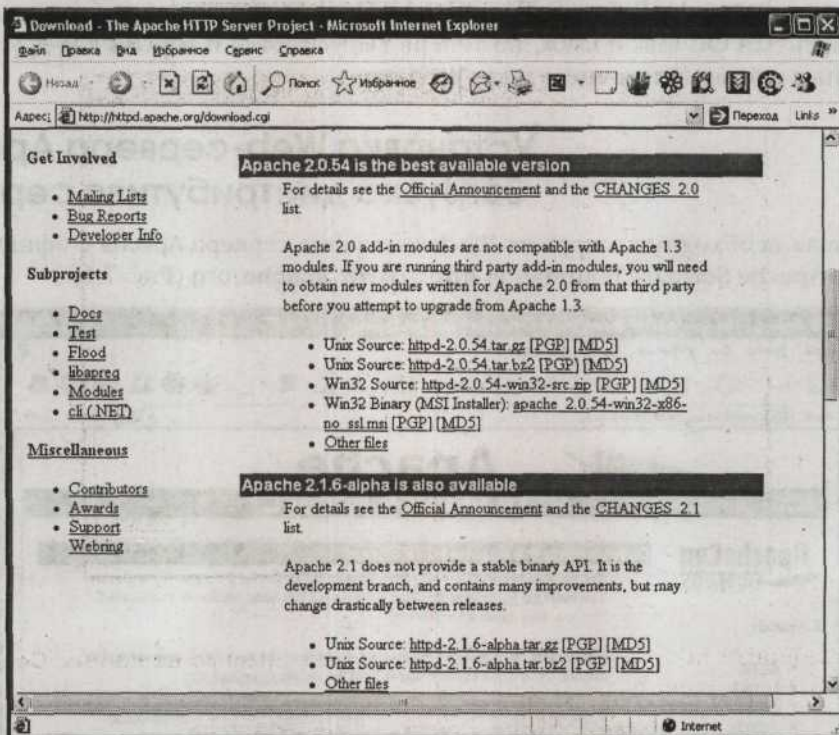 Download - The Apache HTTP Server Project - Microsoft Internet Explorer
Файл Правка Вид Избранное Сервис Справка
Назад Поиск Избранное
Адрес: http://httpd.apache.org/download.cgi Переход Links »
Get Involved
• Mailing Lists
• Bug Reports
• Developer Info
Subprojects
• Docs
• Test
• Flood
• libapreq
• Modules
• cli (.NET)
Miscellaneous
• Contributors
• Awards
• Support
Webring
Apache 2.0.54 is the best available version
For details see the Official Announcement and the CHANGES_2.0
list.
Apache 2.0 add-in modules are not compatible with Apache 1.3
modules. If you are running third party add-in modules, you will need
to obtain new modules written for Apache 2.0 from that third party
before you attempt to upgrade from Apache 1.3.
• Unix Source: httpd-2.0.54.tar.gz [PGP] [MD5]
• Unix Source: httpd-2.0.54.tar.bz2 [PGP] [MD5]
• Win32 Source: httpd-2.0.54-win32-src.zip [PGP] [MD5]
• Win32 Binary (MSI Installer): apache_2.0.54-win32-x86-
no_ssl.msi [PGP] [MD5]
• Other files
Apache 2.1.6-alpha is also available
For details see the Official Announcement and the CHANGES_2.1
list.
Apache 2.1 does not provide a stable binary API. It is the
development branch, and contains many improvements, but may
change drastically between releases.
• Unix Source: httpd-2.1.6-alpha.tar.gz [PGP] [MD5]
• Unix Source: httpd-2.1.6-alpha.tar.bz2 [PGP] [MD5]
• Other files
Internet